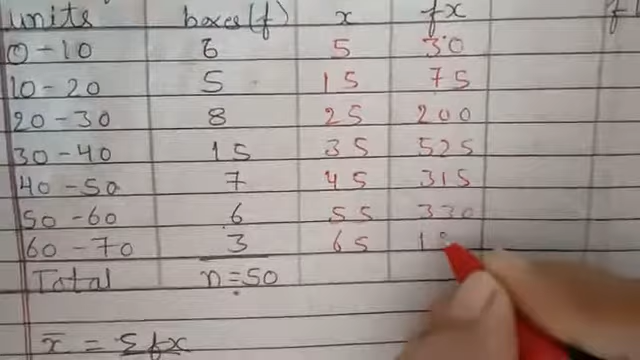 units boxes(f) x fx f
0-10 6 5 30
10-20 5 15 75
20-30 8 25 200
30-40 15 35 525
40-50 7 45 315
50-60 6 55 330
60-70 3 65 1
Total n=50
x̄ = Σfx